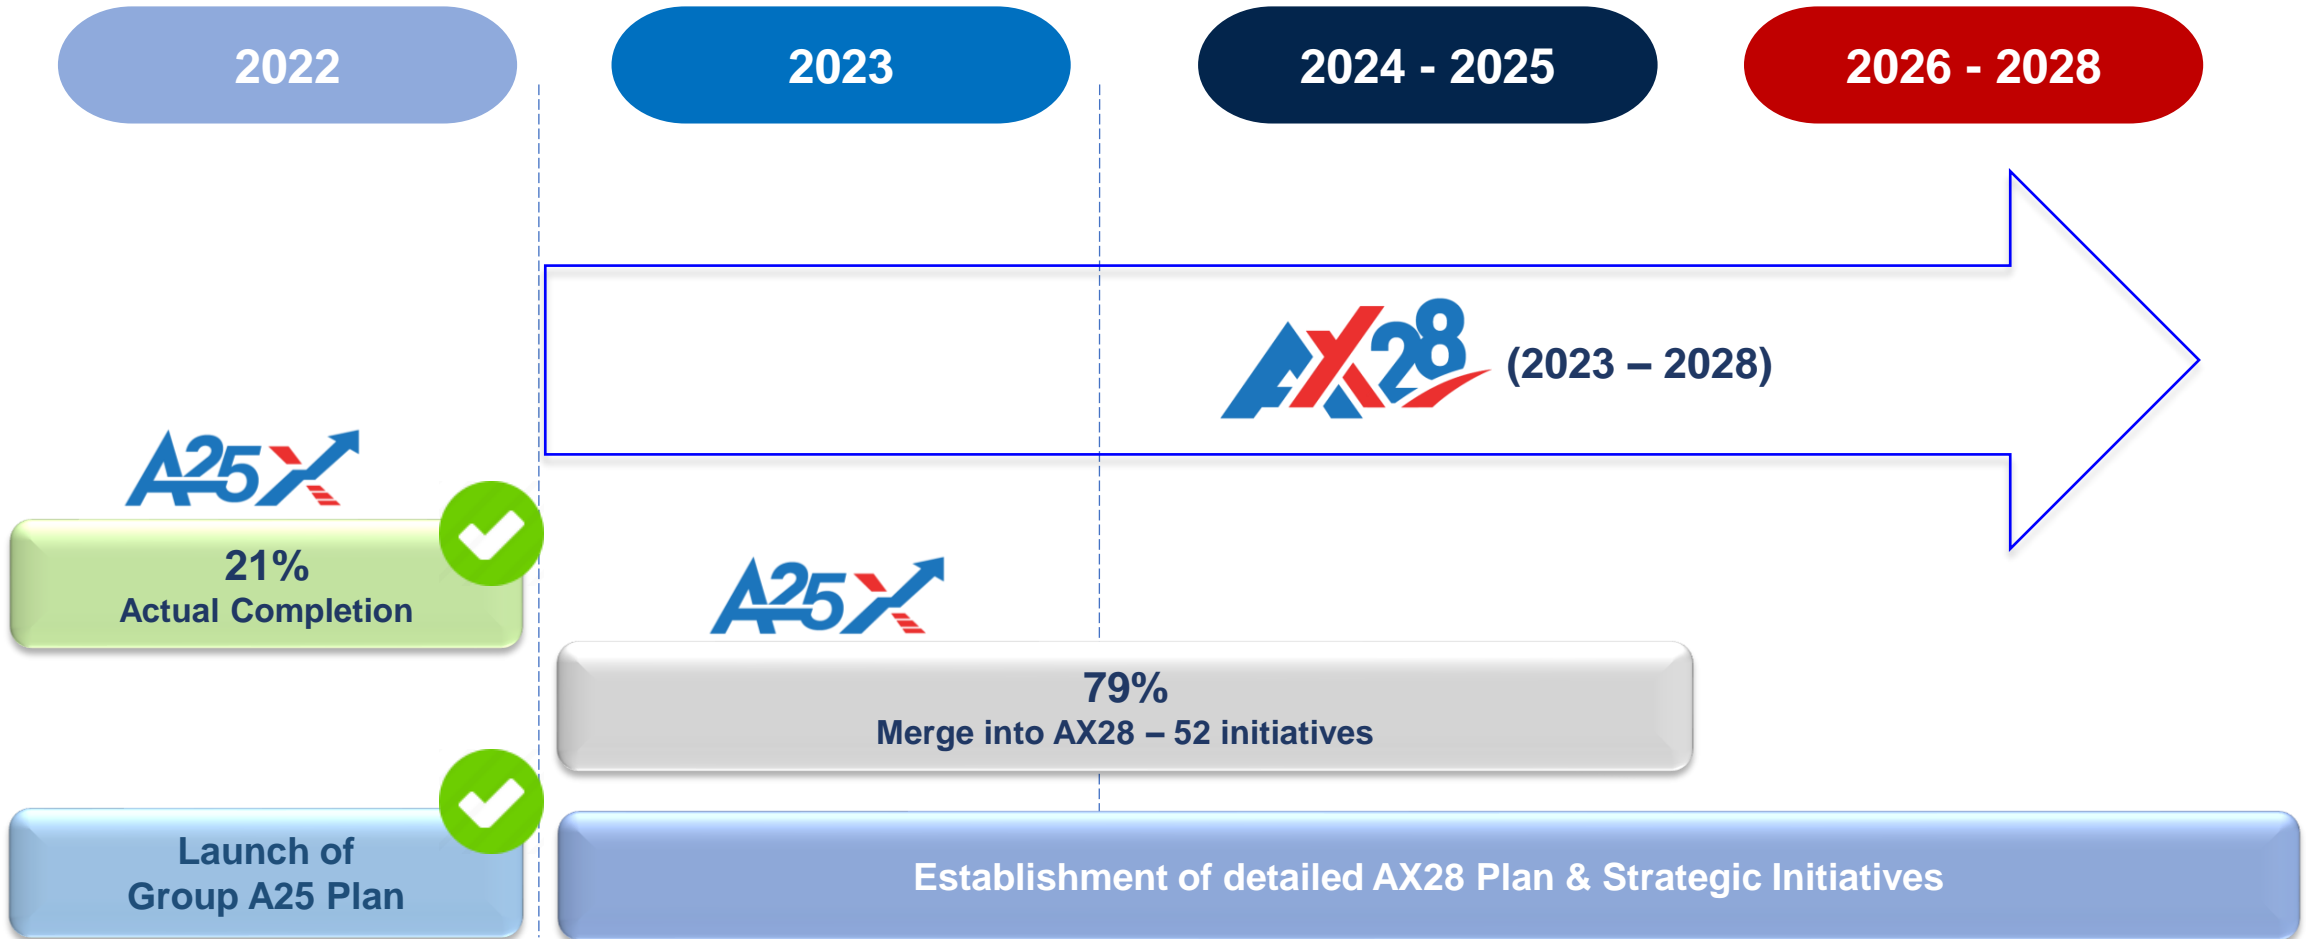 2022
2023
2024 - 2025
2026 - 2028
AX28 (2023 – 2028)
A25X
21%
Actual Completion
A25X
79%
Merge into AX28 – 52 initiatives
Launch of
Group A25 Plan
Establishment of detailed AX28 Plan & Strategic Initiatives